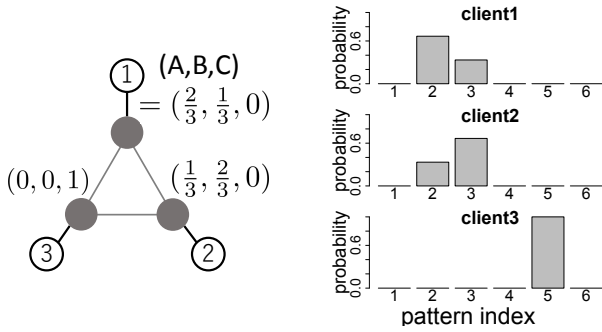 1
(A,B,C)
= (2/3, 1/3, 0)
(0, 0, 1)
(1/3, 2/3, 0)
3
2
client1
probability
0.0 0.6
1 2 3 4 5 6
client2
probability
0.0 0.6
1 2 3 4 5 6
client3
probability
0.0 0.6
1 2 3 4 5 6
pattern index